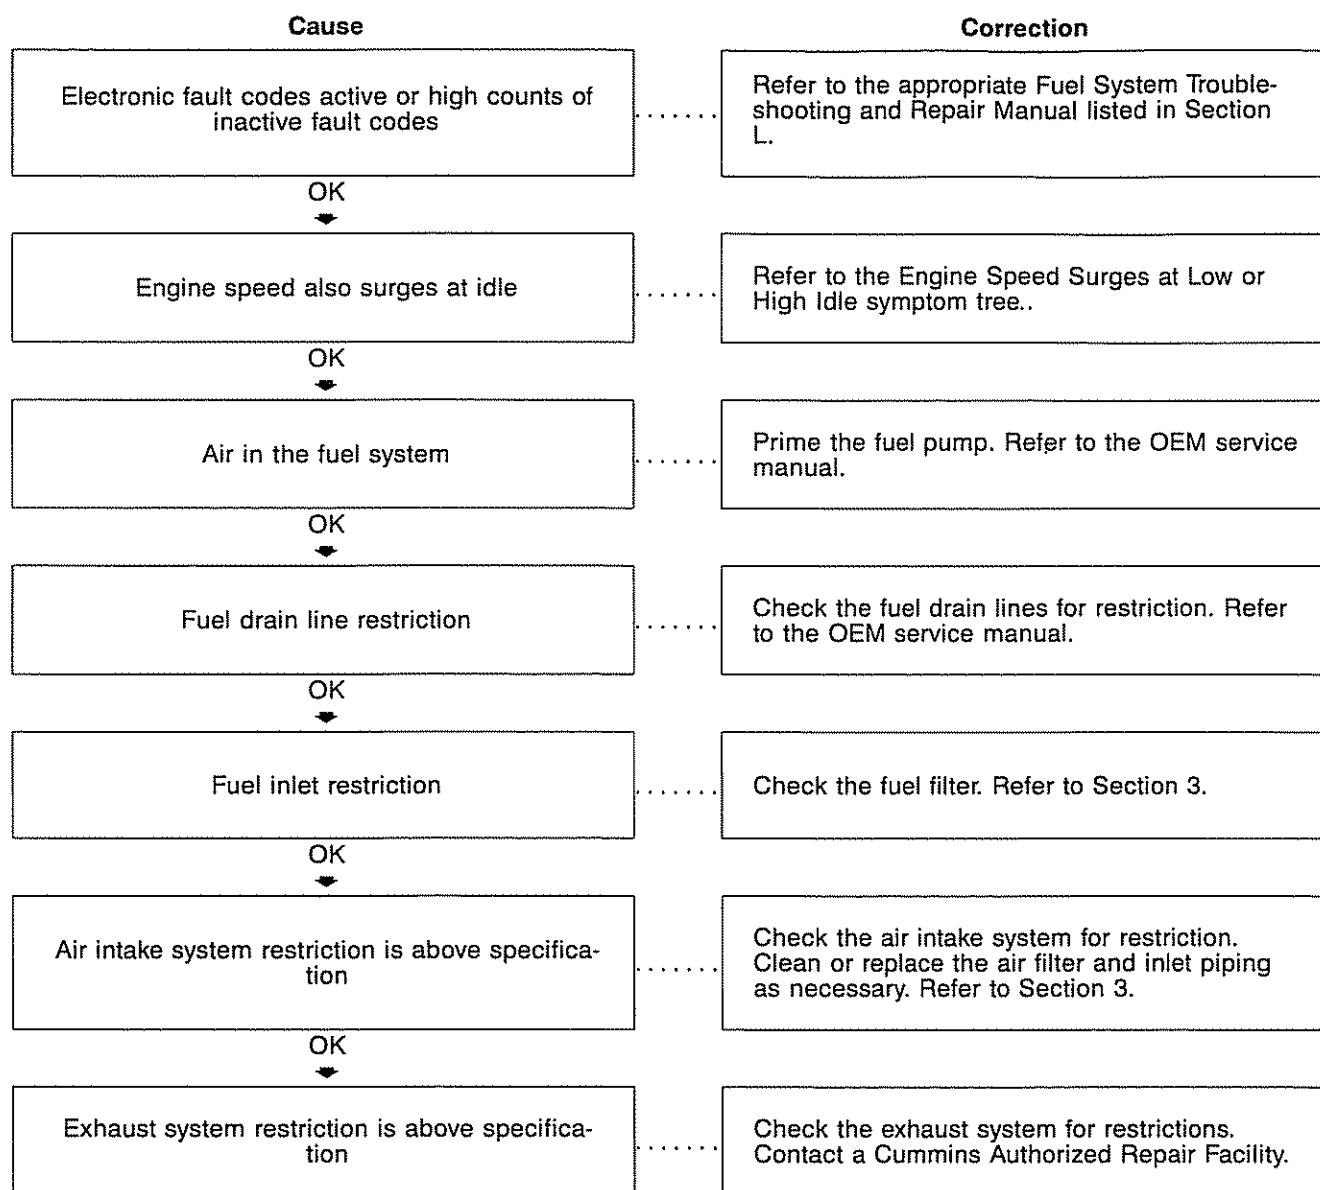 Cause
Correction
Electronic fault codes active or high counts of
inactive fault codes
Refer to the appropriate Fuel System Trouble-
shooting and Repair Manual listed in Section
L.
OK
Engine speed also surges at idle
Refer to the Engine Speed Surges at Low or
High Idle symptom tree..
OK
Air in the fuel system
Prime the fuel pump. Refer to the OEM service
manual.
OK
Fuel drain line restriction
Check the fuel drain lines for restriction. Refer
to the OEM service manual.
OK
Fuel inlet restriction
Check the fuel filter. Refer to Section 3.
OK
Air intake system restriction is above specifica-
tion
Check the air intake system for restriction.
Clean or replace the air filter and inlet piping
as necessary. Refer to Section 3.
OK
Exhaust system restriction is above specifica-
tion
Check the exhaust system for restrictions.
Contact a Cummins Authorized Repair Facility.